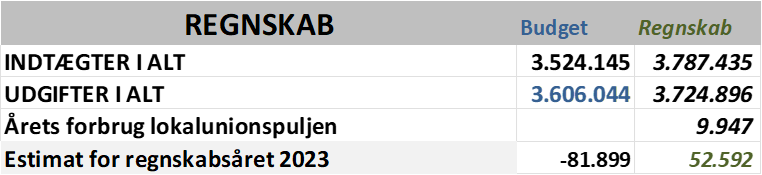 REGNSKAB Budget Regnskab
INDTÆGTER I ALT 3.524.145 3.787.435
UDGIFTER I ALT 3.606.044 3.724.896
Årets forbrug lokalunionspuljen 9.947
Estimat for regnskabsåret 2023 -81.899 52.592